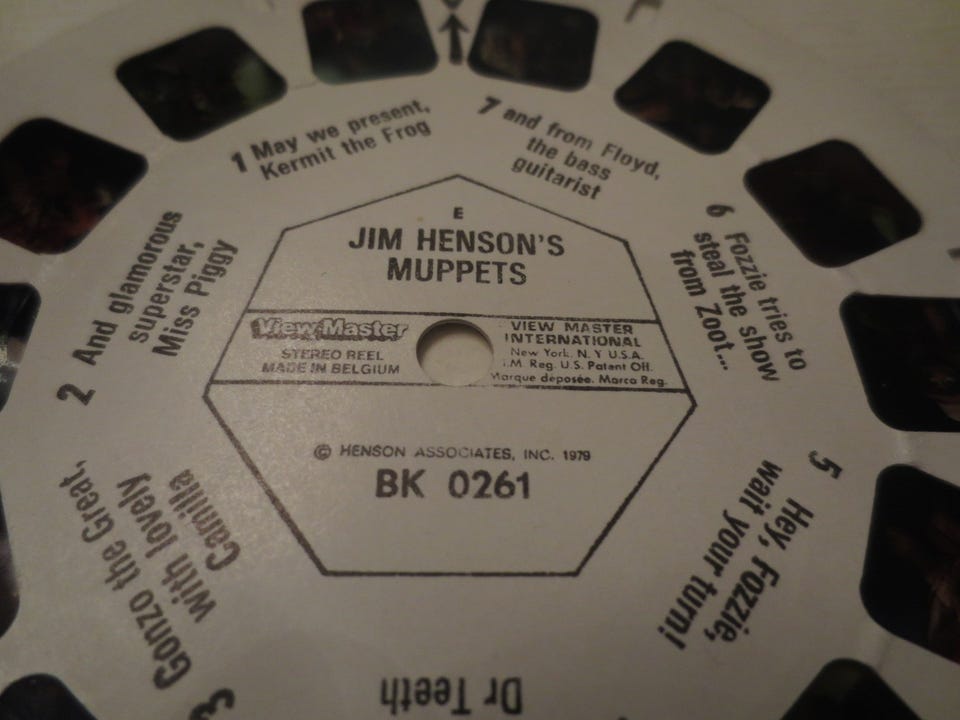 E
JIM HENSON'S
MUPPETS
View-Master
STEREO REEL
MADE IN BELGIUM
VIEW MASTER
INTERNATIONAL
New York, N.Y U.S.A.
.M. Reg. U.S. Patent Off.
Marque déposée. Marca Reg.
© HENSON ASSOCIATES, INC. 1979
BK 0261
1 May we present,
Kermit the Frog
2 And glamorous
superstar,
Miss Piggy
3 Gonzo the Great,
with lovely
Camilla
Dr Teeth
5 Hey, Fozzie,
wait your turn!
6 Fozzie tries to
steal the show
from Zoot...
7 and from Floyd,
the bass
guitarist